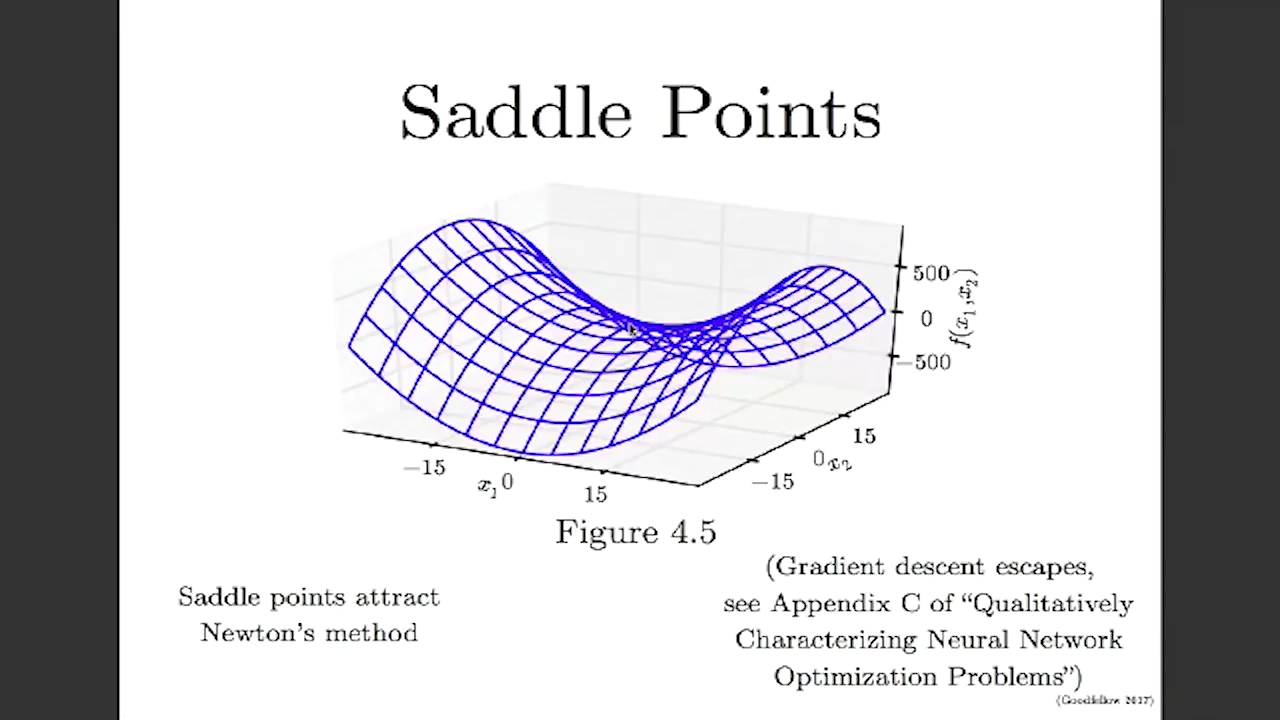 Saddle Points
500
0
−500
f(x₁,x₂)
15
0
x₂
−15
−15
x₁
0
15
Figure 4.5
Saddle points attract
Newton’s method
(Gradient descent escapes,
see Appendix C of “Qualitatively
Characterizing Neural Network
Optimization Problems”)
(Goodfellow 2017)